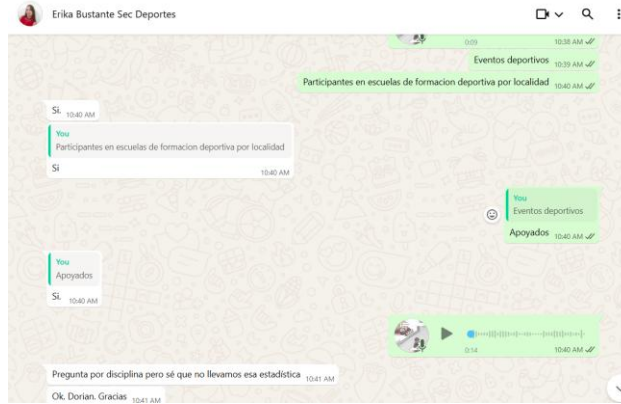 Erika Bustante Sec Deportes
0:09 10:38 AM
Eventos deportivos 10:39 AM
Participantes en escuelas de formacion deportiva por localidad 10:40 AM
Si. 10:40 AM
You
Participantes en escuelas de formacion deportiva por localidad
Si 10:40 AM
You
Eventos deportivos
Apoyados 10:40 AM
You
Apoyados
Si. 10:40 AM
0:14 10:40 AM
Pregunta por disciplina pero sé que no llevamos esa estadística 10:41 AM
Ok. Dorian. Gracias 10:41 AM